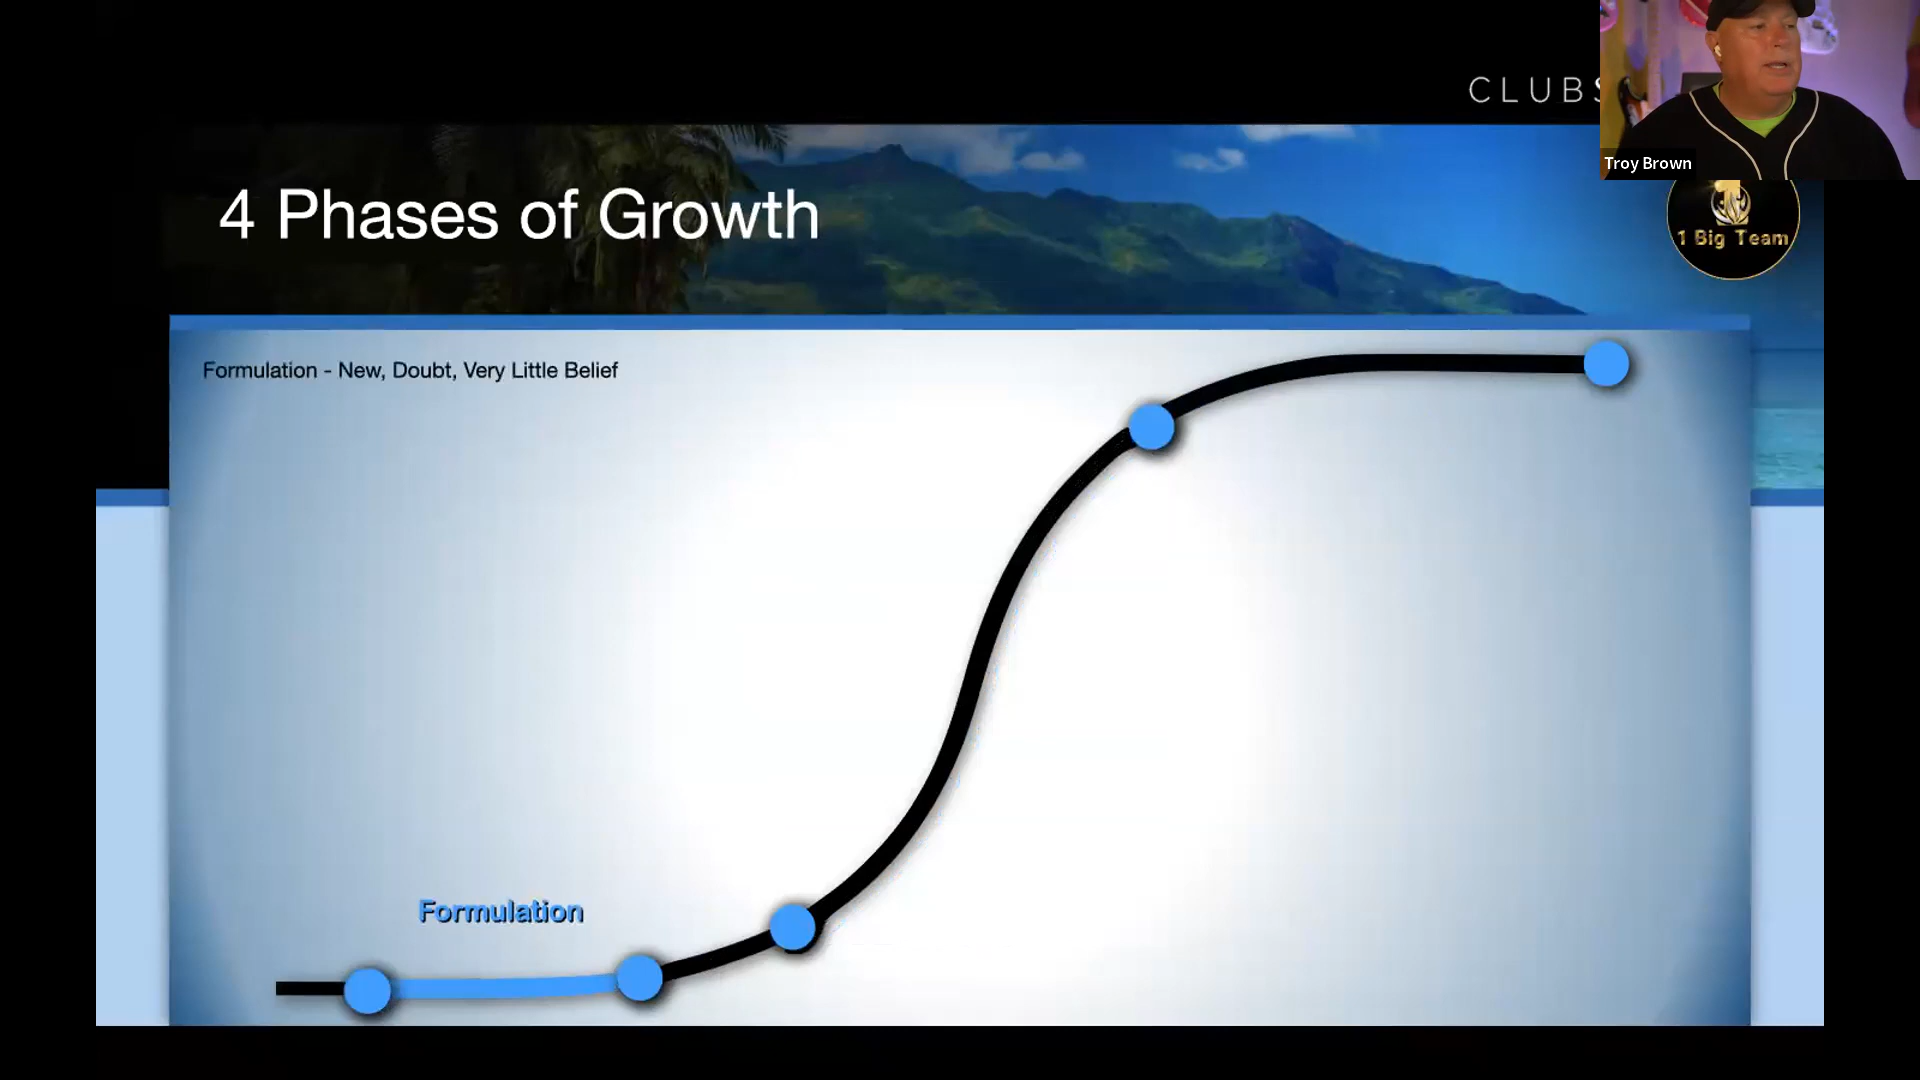 CLUBS
Troy Brown
4 Phases of Growth
1 Big Team
Formulation - New, Doubt, Very Little Belief
Formulation